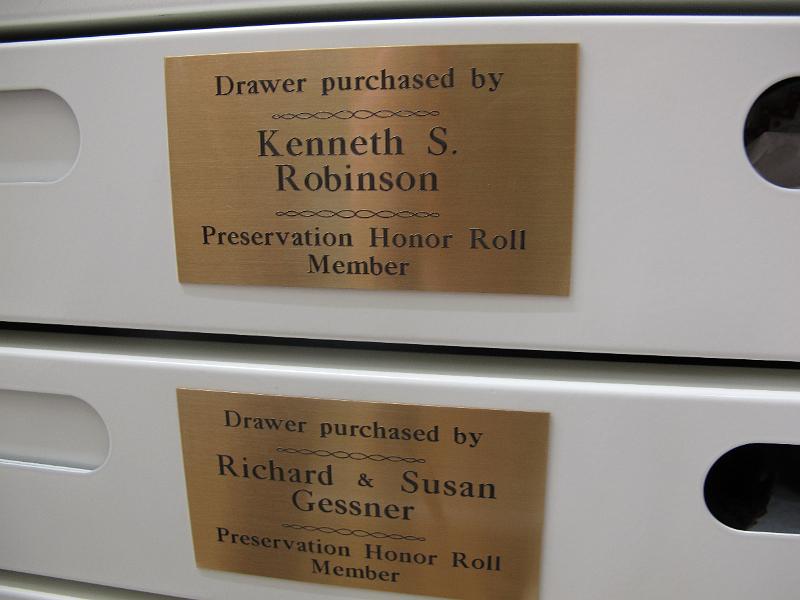 Drawer purchased by
Kenneth S.
Robinson
Preservation Honor Roll
Member
Drawer purchased by
Richard & Susan
Gessner
Preservation Honor Roll
Member